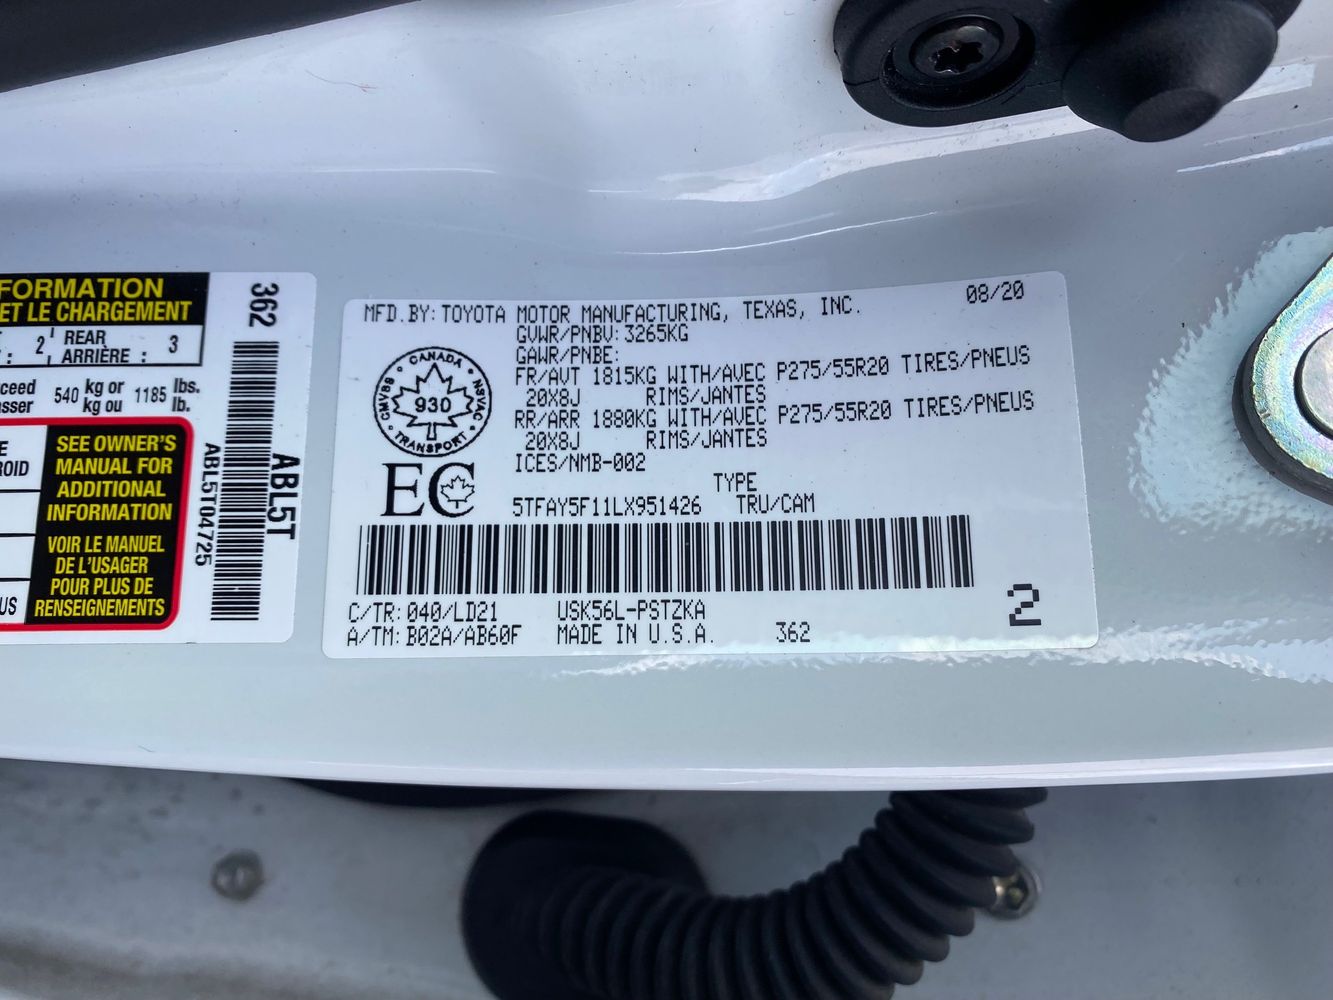 FORMATION
ET LE CHARGEMENT
: 2
REAR
ARRIÈRE : 3
540 kg or
kg ou
1185 lbs.
lb.
SEE OWNER'S
MANUAL FOR
ADDITIONAL
INFORMATION
VOIR LE MANUEL
DE L'USAGER
POUR PLUS DE
RENSEIGNEMENTS
362
ABL5T
ABL5T04725
MFD.BY: TOYOTA MOTOR MANUFACTURING, TEXAS, INC. 08/20
GVWR/PNBV: 3265KG
GAWR/PNBE:
FR/AVT 1815KG WITH/AVEC P275/55R20 TIRES/PNEUS
20X8J RIMS/JANTES
RR/ARR 1880KG WITH/AVEC P275/55R20 TIRES/PNEUS
20X8J RIMS/JANTES
ICES/NMB-002
CANADA
CMVSS NSVAC
930
TRANSPORT
EC
TYPE
5TFAY5F11LX951426 TRU/CAM
C/TR: 040/LD21 USK56L-PSTZKA
A/TM: B02A/AB60F MADE IN U.S.A. 362
2